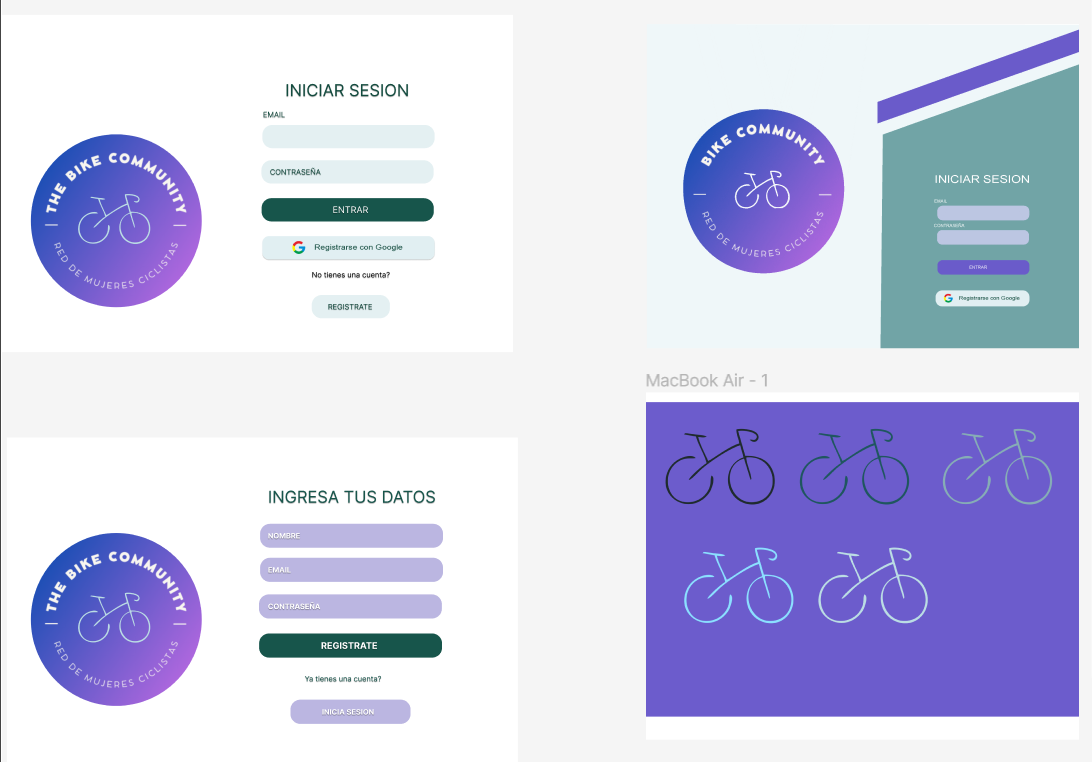 THE BIKE COMMUNITY
RED DE MUJERES CICLISTAS
INICIAR SESION
EMAIL
CONTRASEÑA
ENTRAR
Registrarse con Google
No tienes una cuenta?
REGISTRATE
BIKE COMMUNITY
RED DE MUJERES CICLISTAS
INICIAR SESION
EMAIL
CONTRASEÑA
ENTRAR
Registrarse con Google
MacBook Air - 1
THE BIKE COMMUNITY
RED DE MUJERES CICLISTAS
INGRESA TUS DATOS
NOMBRE
EMAIL
CONTRASEÑA
REGISTRATE
Ya tienes una cuenta?
INICIA SESION